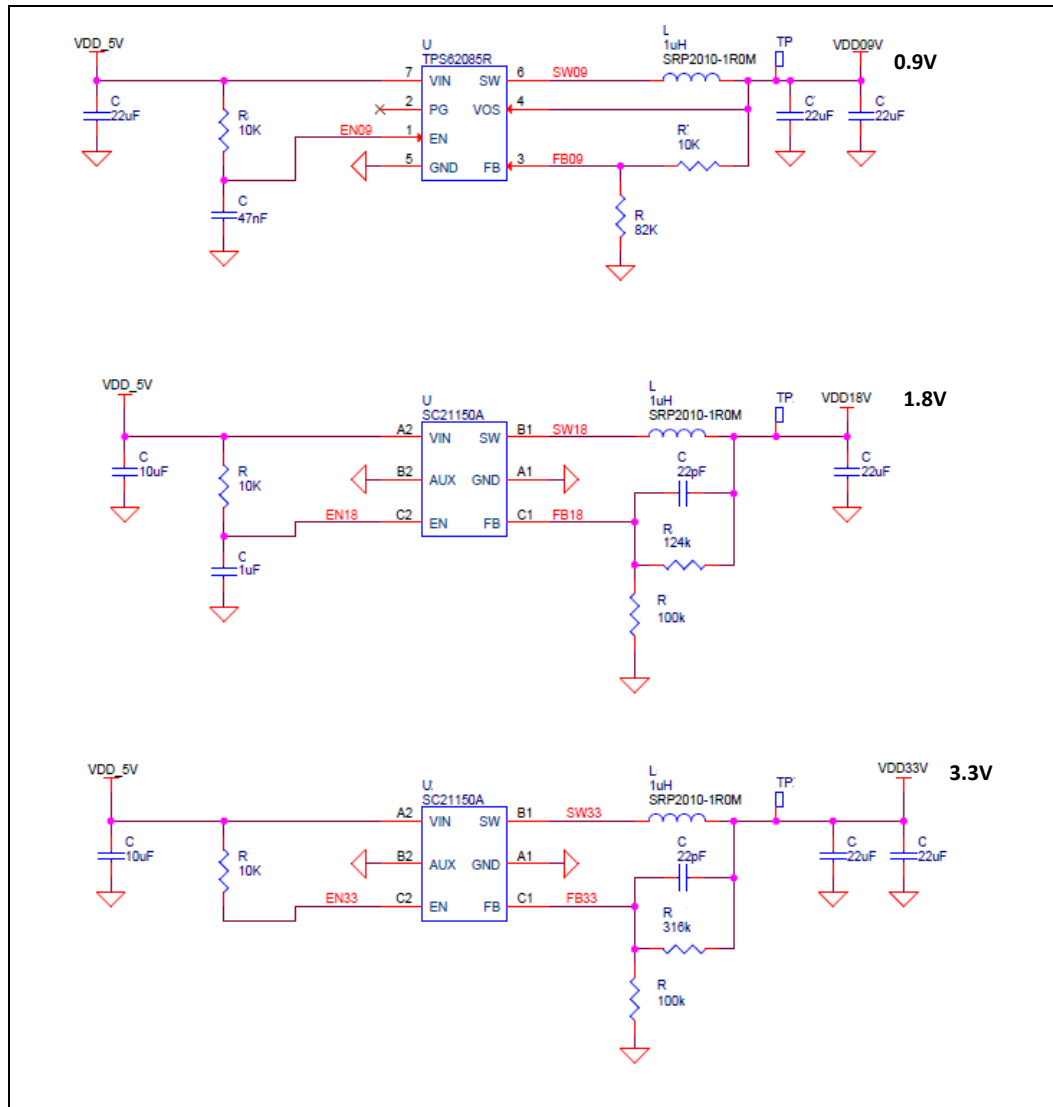 VDD_5V
C
22uF
R
10K
EN09
C
47nF
U
TPS62085R
7 VIN SW 6 SW09
2 PG VOS 4
1 EN
5 GND FB 3 FB09
L
1uH
SRP2010-1R0M
TP
VDD09V
0.9V
R
10K
R
82K
C
22uF
C
22uF
VDD_5V
C
10uF
R
10K
EN18
C
1uF
U
SC21150A
A2 VIN SW B1 SW18
B2 AUX GND A1
C2 EN FB C1 FB18
L
1uH
SRP2010-1R0M
TP
VDD18V
1.8V
C
22pF
R
124k
R
100k
C
22uF
VDD_5V
C
10uF
R
10K
EN33
U
SC21150A
A2 VIN SW B1 SW33
B2 AUX GND A1
C2 EN FB C1 FB33
L
1uH
SRP2010-1R0M
TP
VDD33V
3.3V
C
22pF
R
316k
R
100k
C
22uF
C
22uF